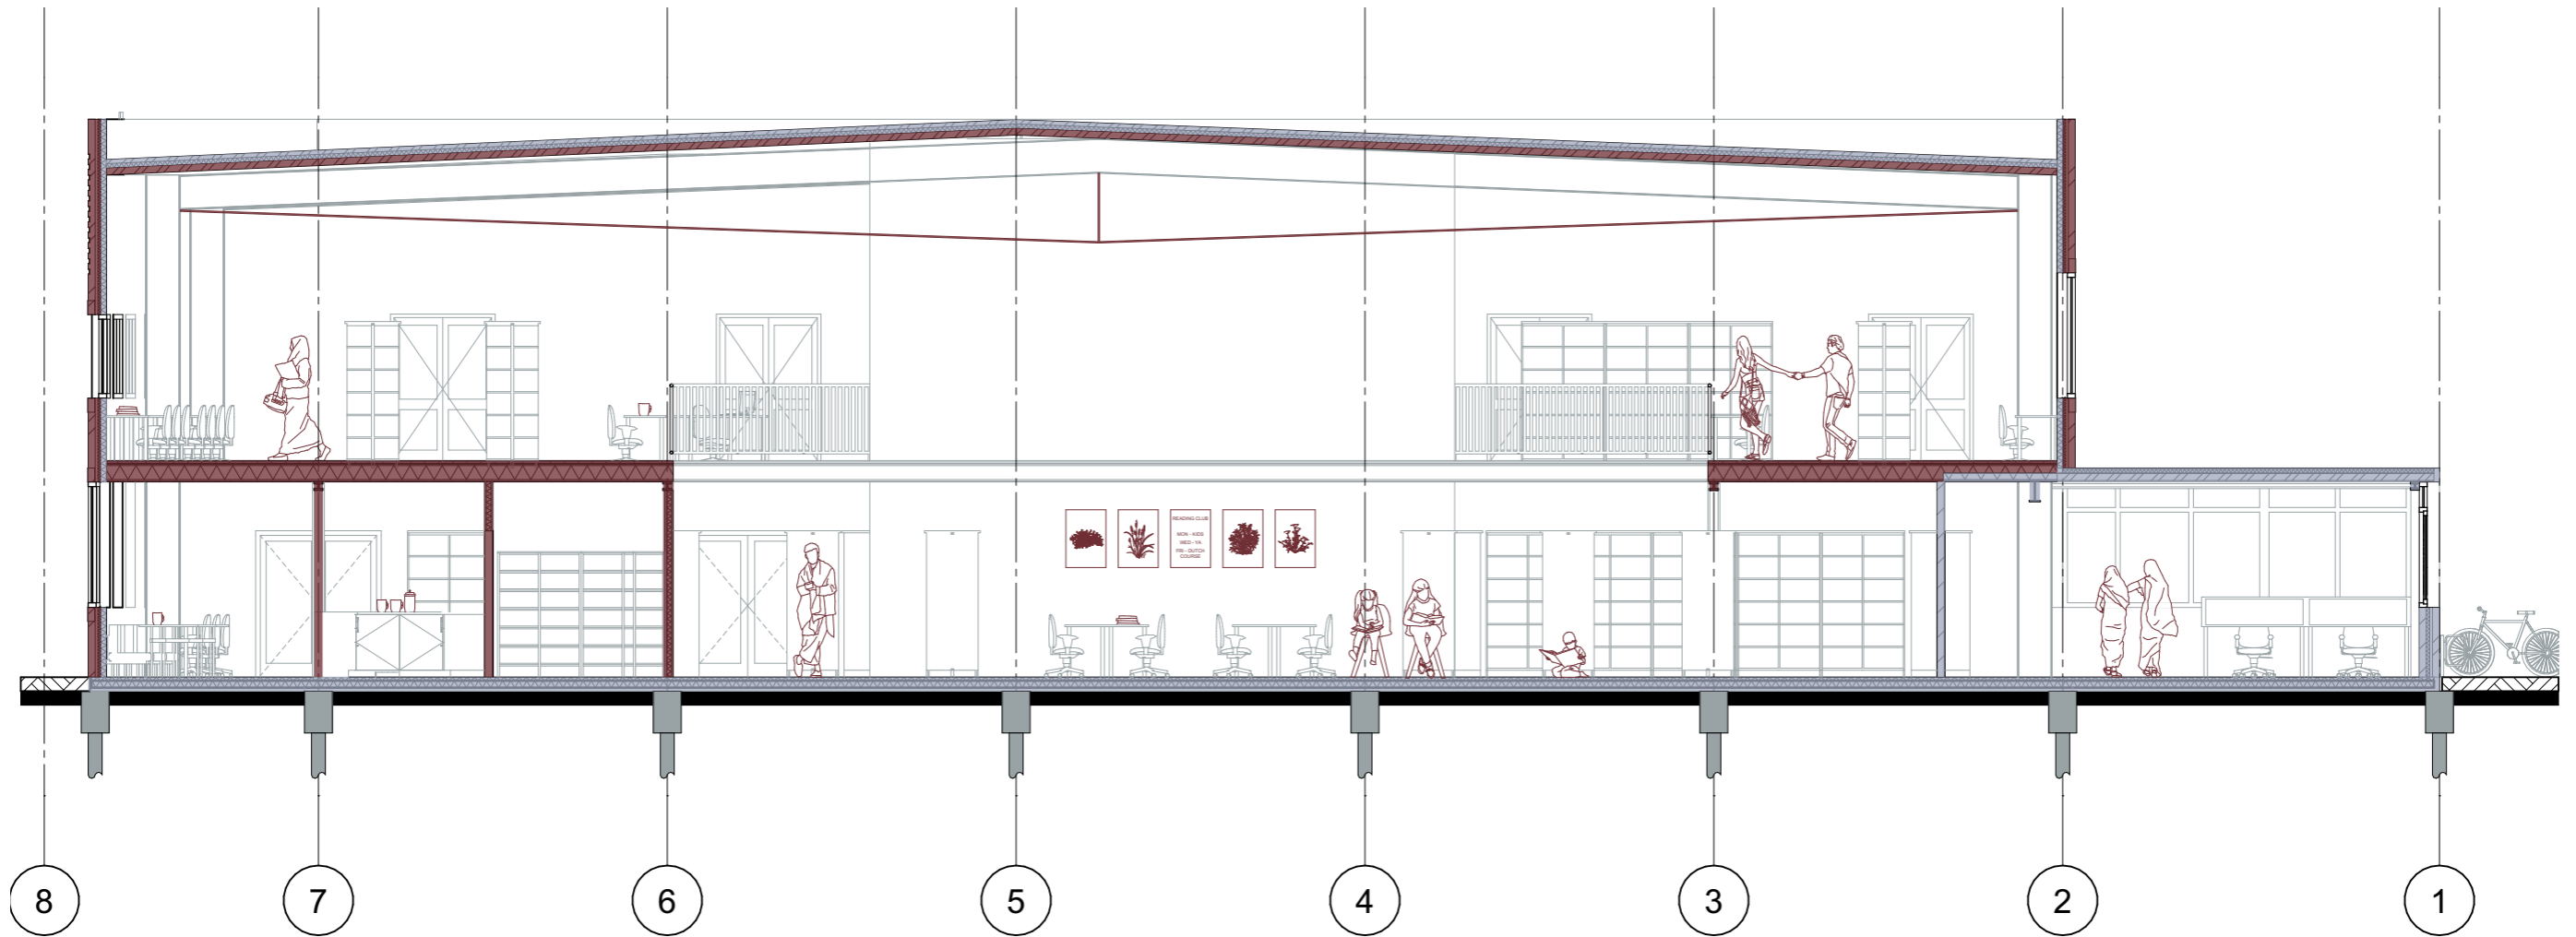 READING CLUB
MON - KIDS
WED - YA
FRI - DUTCH
COURSE
8 7 6 5 4 3 2 1